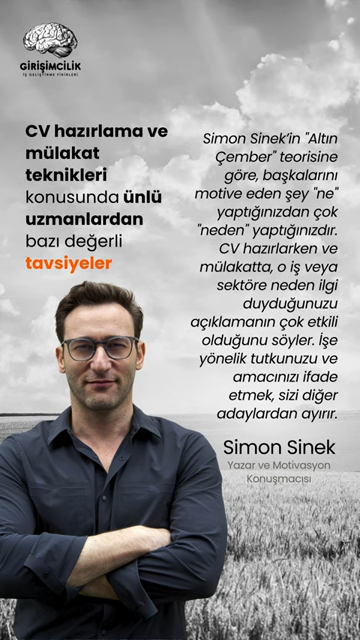 GİRİŞİMCİLİK
İŞ GELİŞTİRME FİKİRLERİ
CV hazırlama ve
mülakat
teknikleri
konusunda ünlü
uzmanlardan
bazı değerli
tavsiyeler
Simon Sinek'in "Altın
Çember" teorisine
göre, başkalarını
motive eden şey "ne"
yaptığınızdan çok
"neden" yaptığınızdır.
CV hazırlarken ve
mülakatta, o iş veya
sektöre neden ilgi
duyduğunuzu
açıklamanın çok etkili
olduğunu söyler. İşe
yönelik tutkunuzu ve
amacınızı ifade
etmek, sizi diğer
adaylardan ayırır.
Simon Sinek
Yazar ve Motivasyon
Konuşmacısı